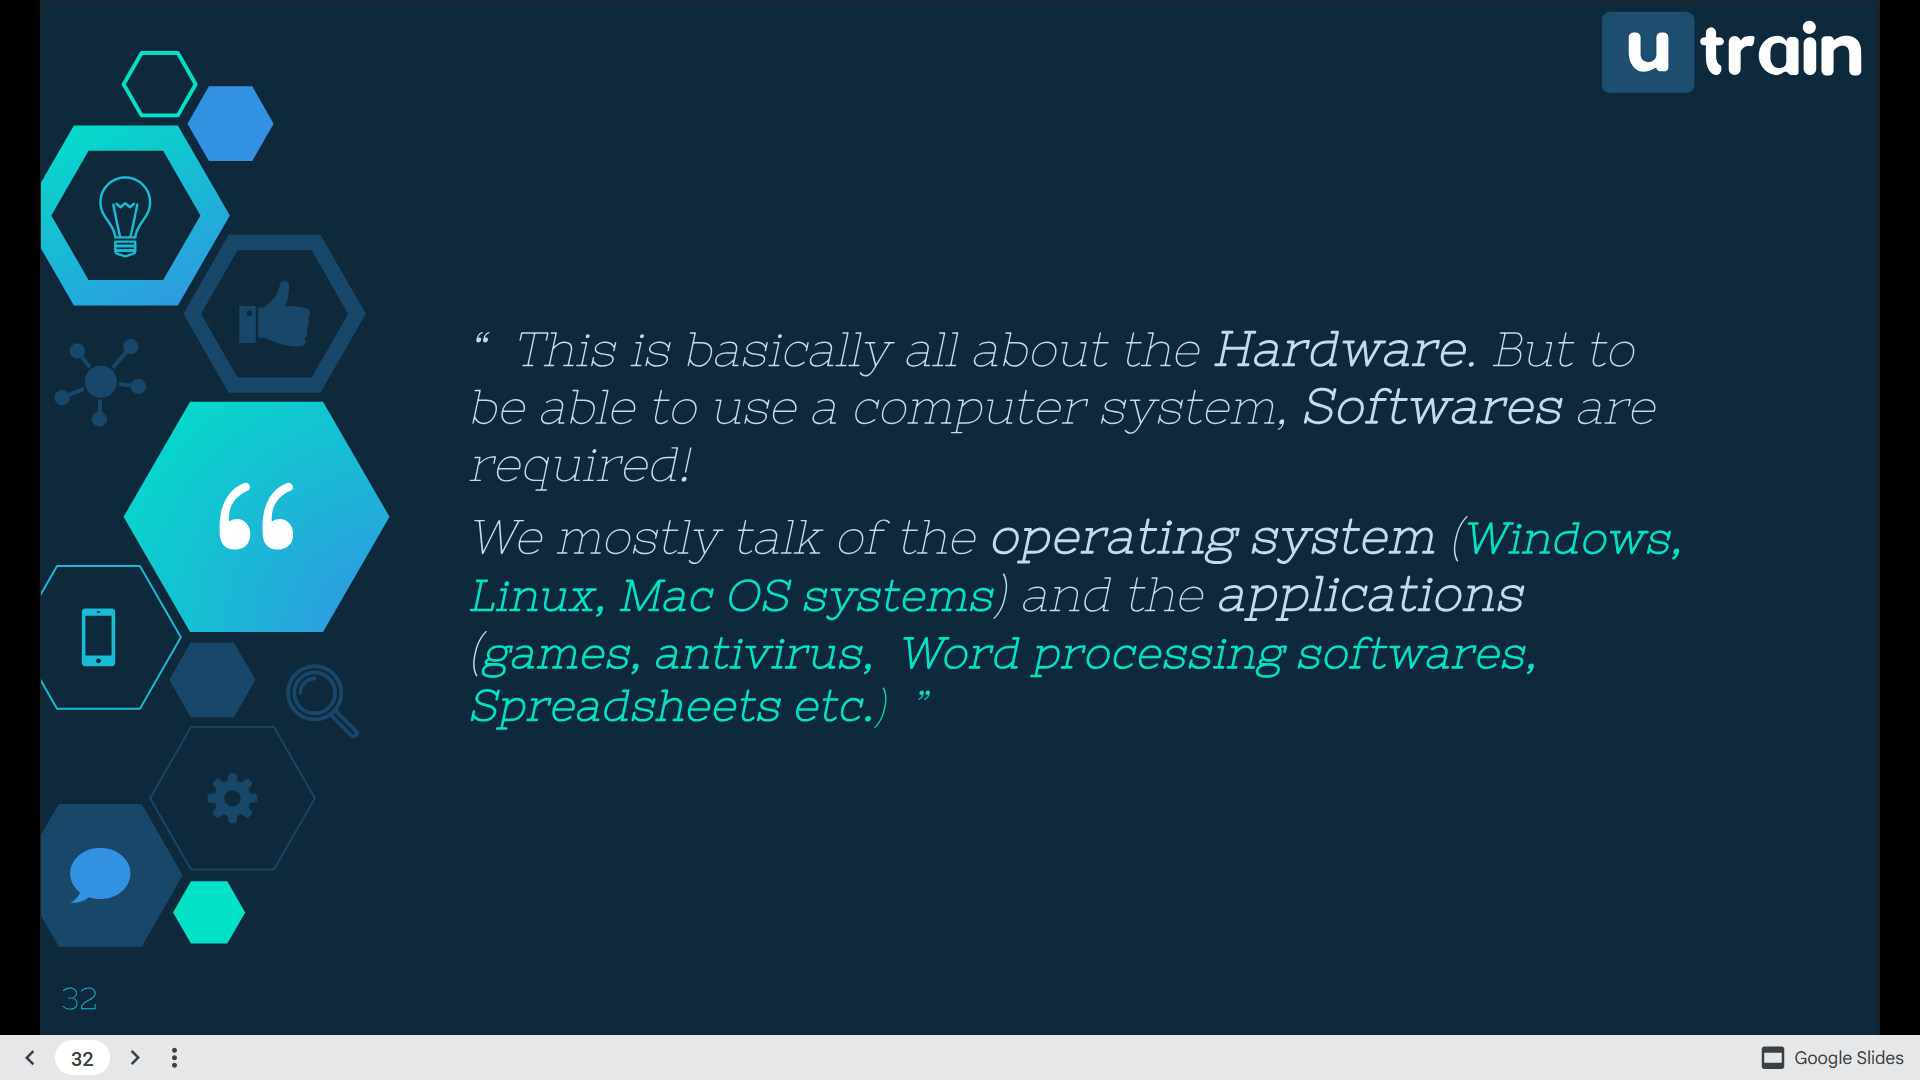 u train
“ This is basically all about the Hardware. But to
be able to use a computer system, Softwares are
required!
We mostly talk of the operating system (Windows,
Linux, Mac OS systems) and the applications
(games, antivirus, Word processing softwares,
Spreadsheets etc.) ”
32
32
Google Slides